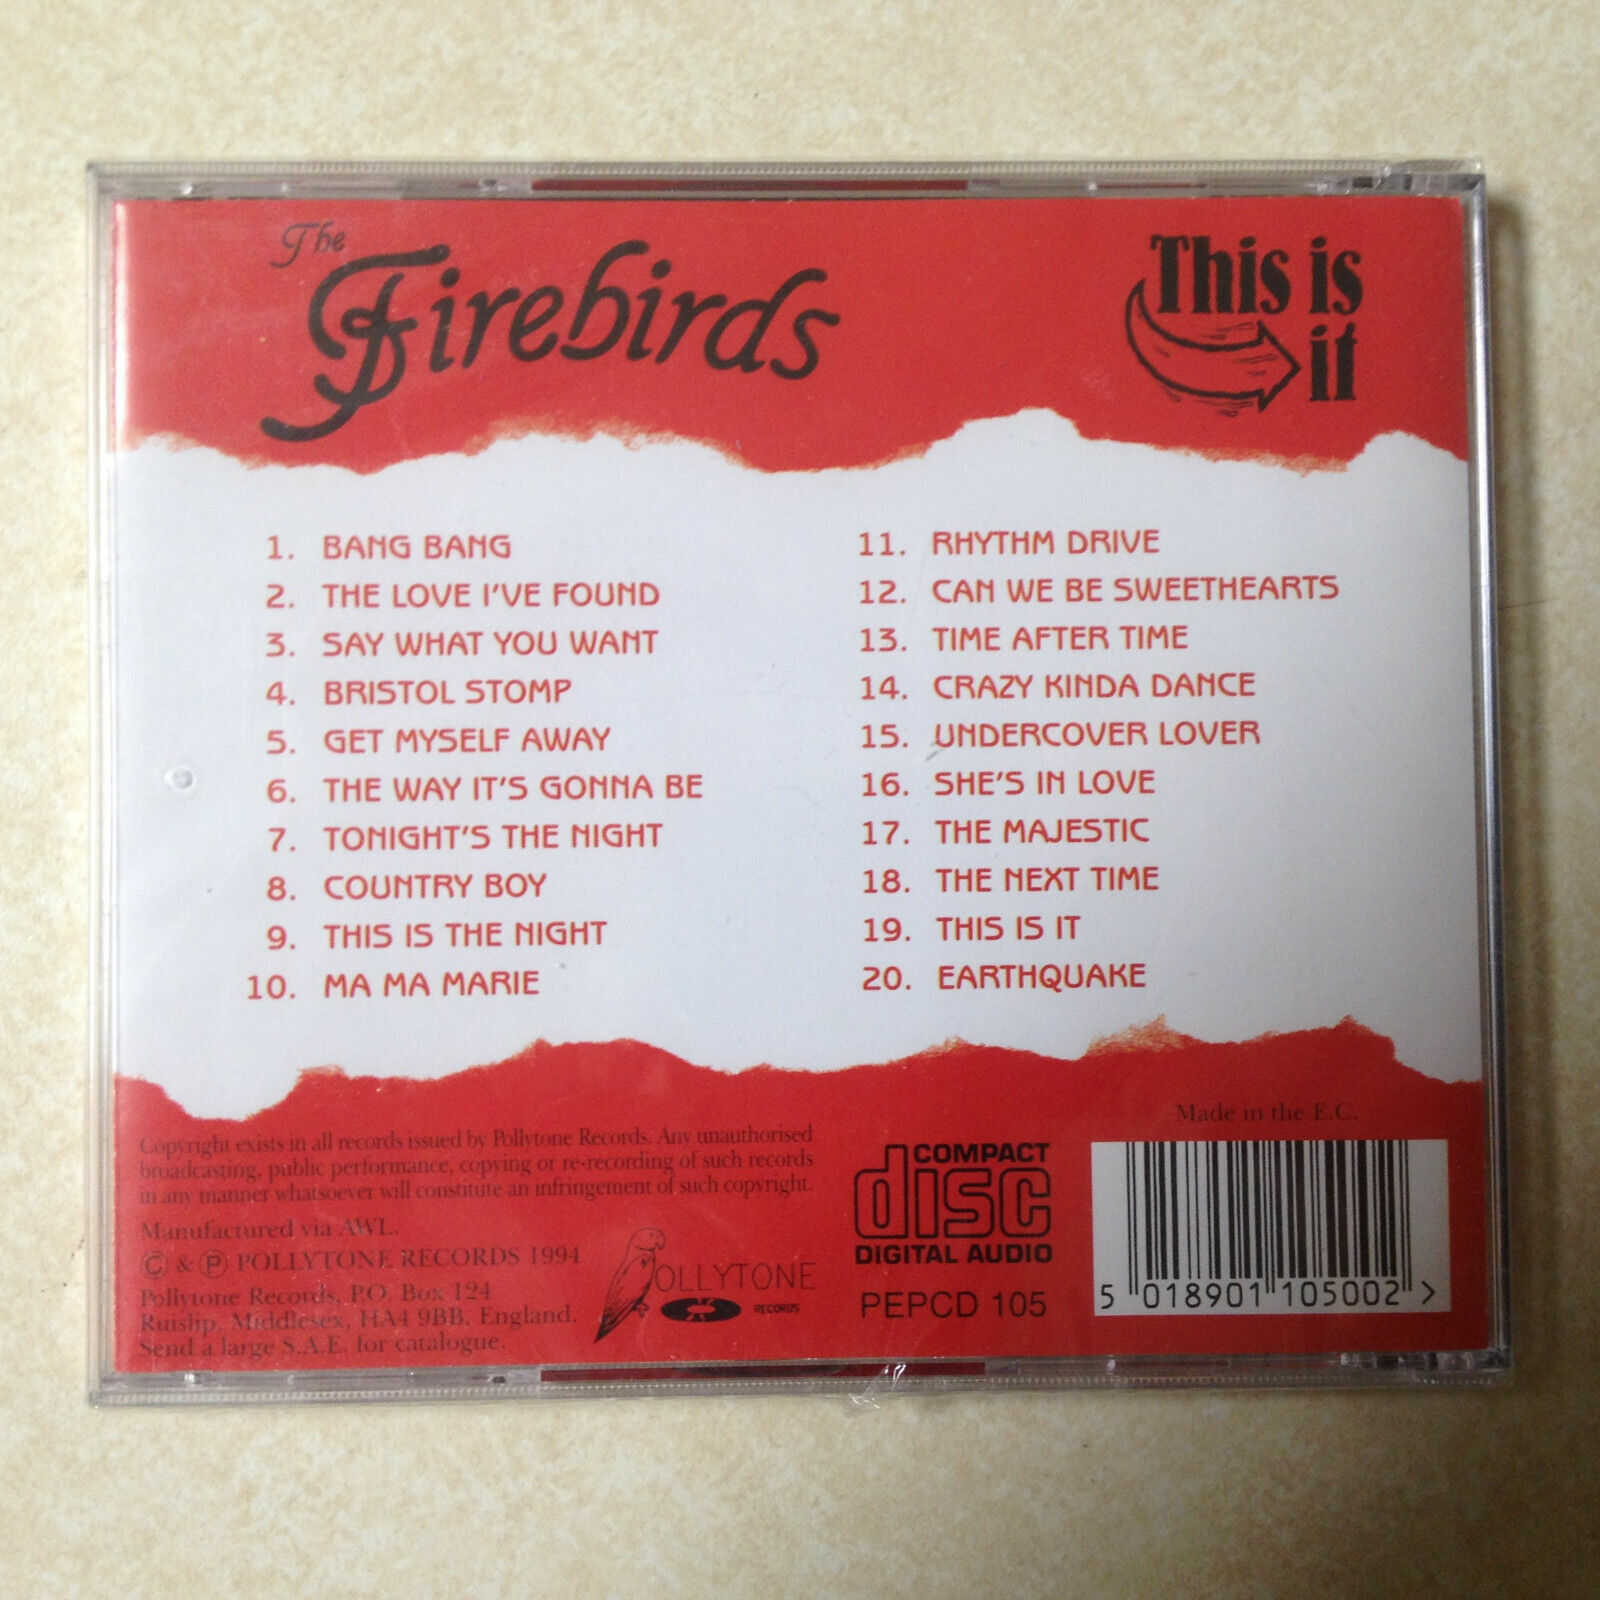 The
Firebirds
This is
it
1. BANG BANG
2. THE LOVE I'VE FOUND
3. SAY WHAT YOU WANT
4. BRISTOL STOMP
5. GET MYSELF AWAY
6. THE WAY IT'S GONNA BE
7. TONIGHT'S THE NIGHT
8. COUNTRY BOY
9. THIS IS THE NIGHT
10. MA MA MARIE
11. RHYTHM DRIVE
12. CAN WE BE SWEETHEARTS
13. TIME AFTER TIME
14. CRAZY KINDA DANCE
15. UNDERCOVER LOVER
16. SHE'S IN LOVE
17. THE MAJESTIC
18. THE NEXT TIME
19. THIS IS IT
20. EARTHQUAKE
Copyright exists in all records issued by Pollytone Records. Any unauthorised
broadcasting, public performance, copying or re-recording of such records
in any manner whatsoever will constitute an infringement of such copyright.
Manufactured via AWL.
© & ℗ POLLYTONE RECORDS 1994
Pollytone Records, P.O. Box 124
Ruislip, Middlesex, HA4 9BB. England.
Send a large S.A.E. for catalogue.
POLLYTONE
RECORDS
COMPACT
disc
DIGITAL AUDIO
PEPCD 105
Made in the E.C.
5 018901 105002 >